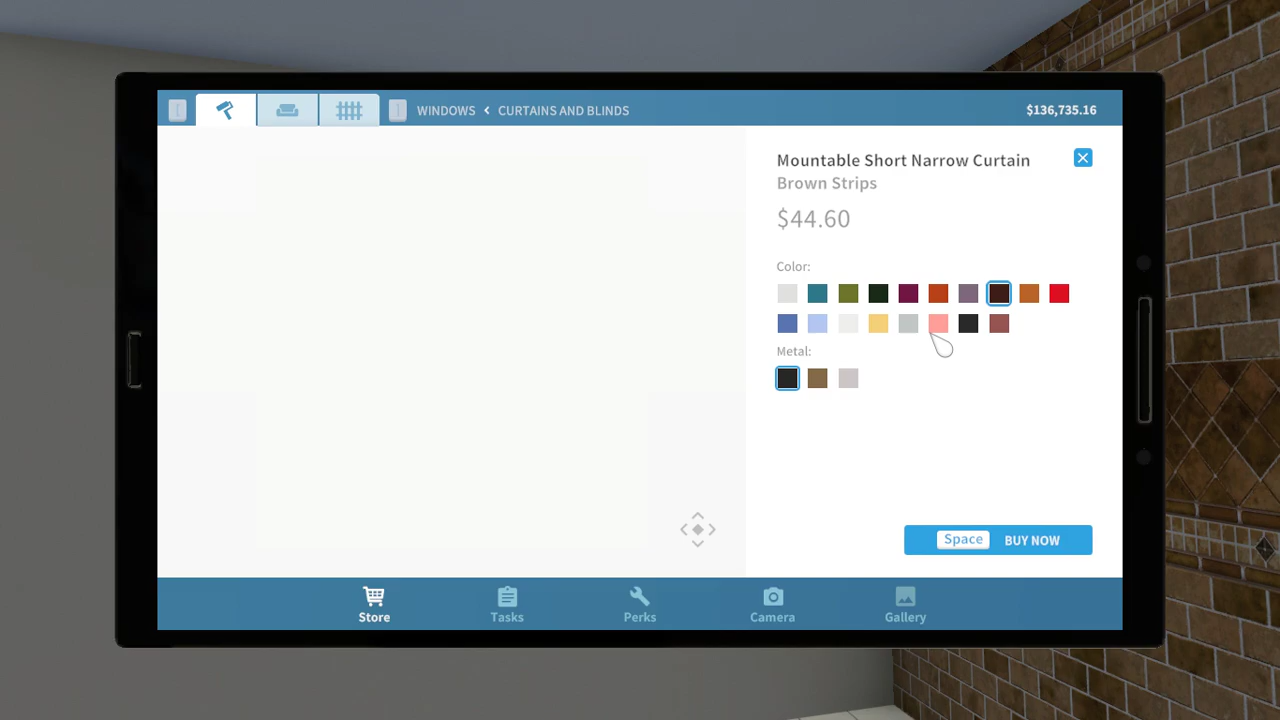 WINDOWS < CURTAINS AND BLINDS
$136,735.16
Mountable Short Narrow Curtain
Brown Strips
$44.60
Color:
Metal:
Space BUY NOW
Store
Tasks
Perks
Camera
Gallery